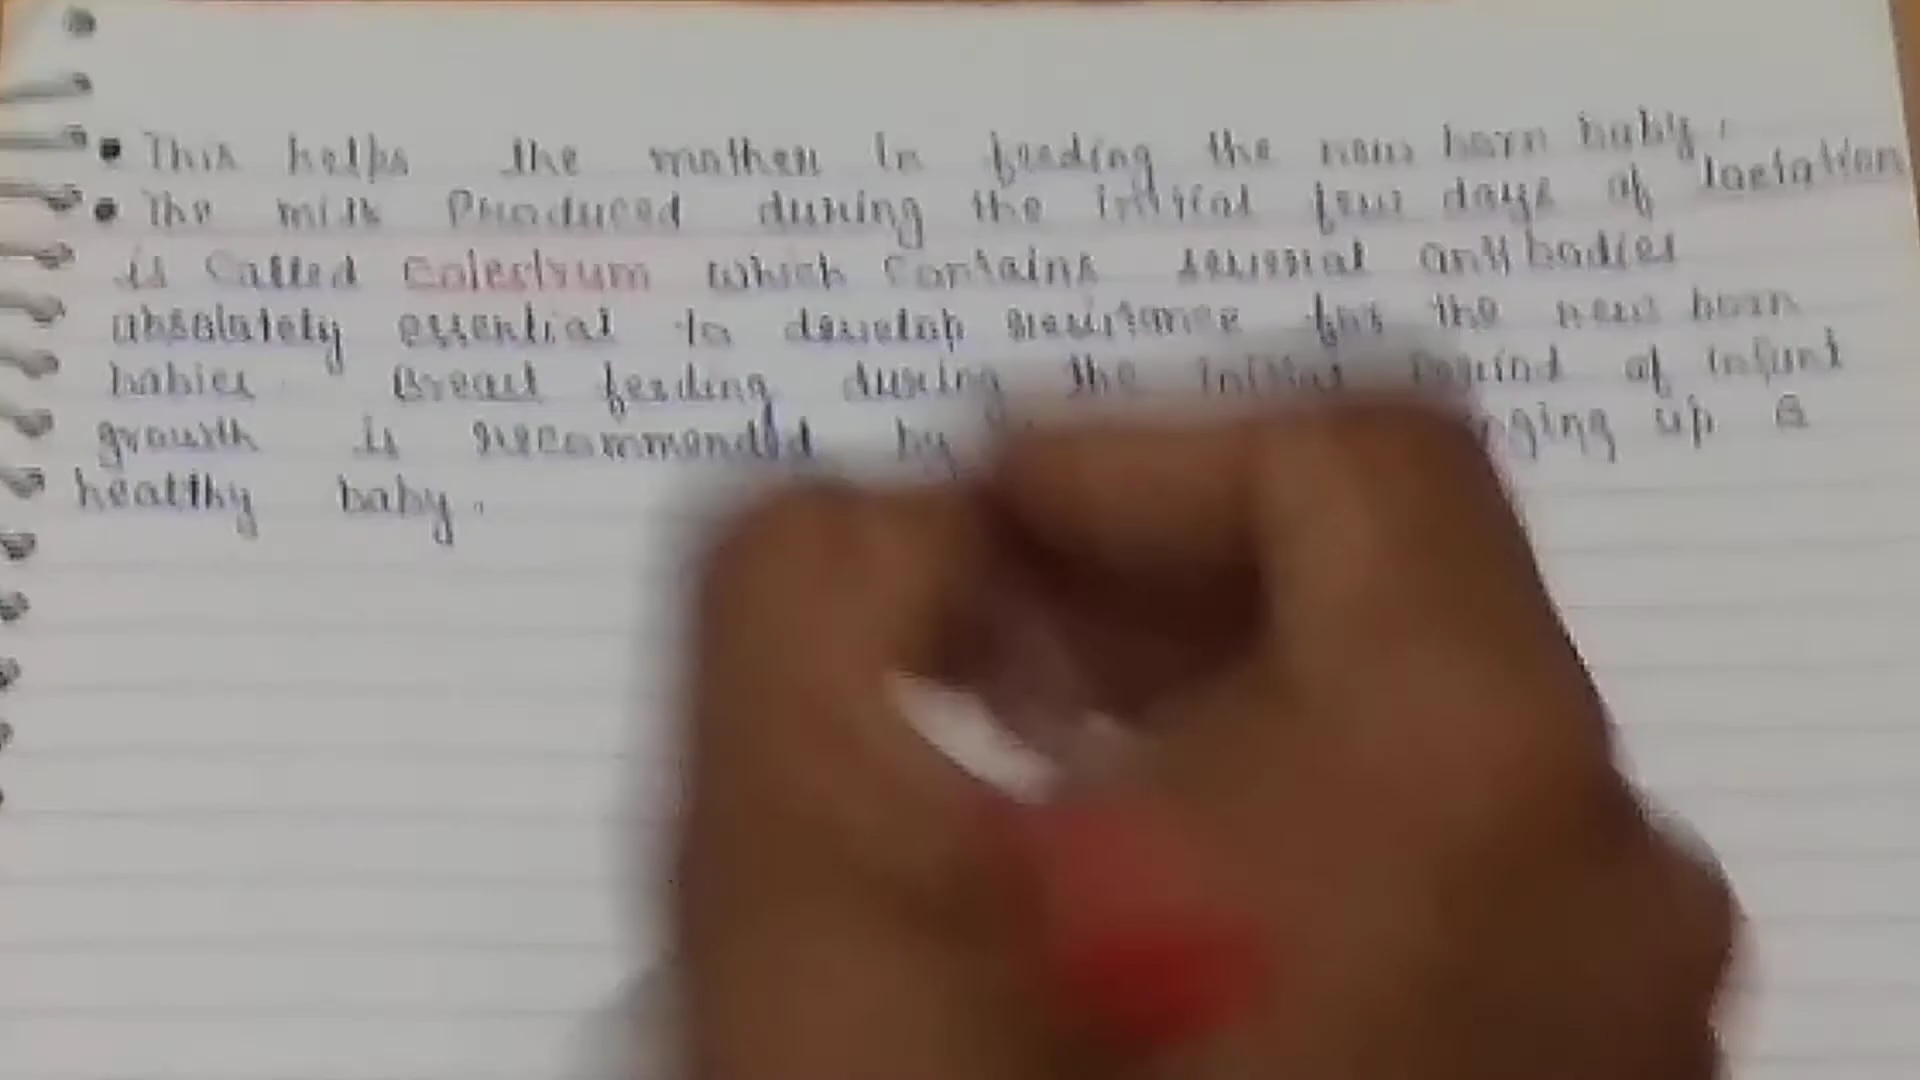 • This helps the mother in feeding the new born baby.
• The milk Produced during the initial few days of lactation
is Called Colostrum which Contains several antibodies
absolutely essential to develop resistance for the new born
babies. Breast feeding during the initial period of infant
growth is recommended by up a
healthy baby.